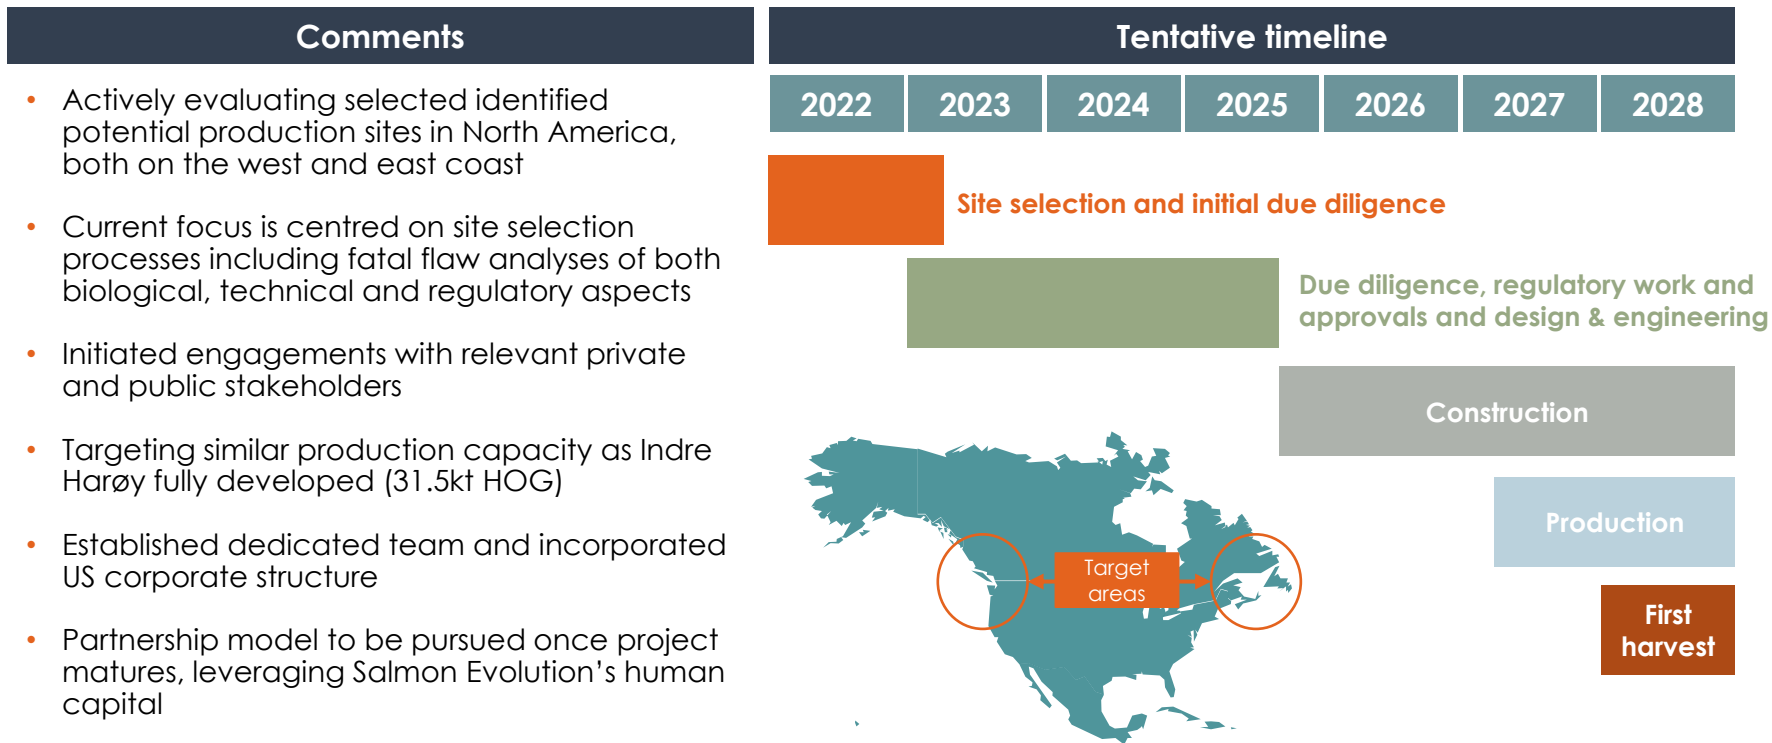 Comments
• Actively evaluating selected identified
potential production sites in North America,
both on the west and east coast
• Current focus is centred on site selection
processes including fatal flaw analyses of both
biological, technical and regulatory aspects
• Initiated engagements with relevant private
and public stakeholders
• Targeting similar production capacity as Indre
Harøy fully developed (31.5kt HOG)
• Established dedicated team and incorporated
US corporate structure
• Partnership model to be pursued once project
matures, leveraging Salmon Evolution’s human
capital
Tentative timeline
2022 2023 2024 2025 2026 2027 2028
Site selection and initial due diligence
Due diligence, regulatory work and
approvals and design & engineering
Construction
Production
First
harvest
Target
areas